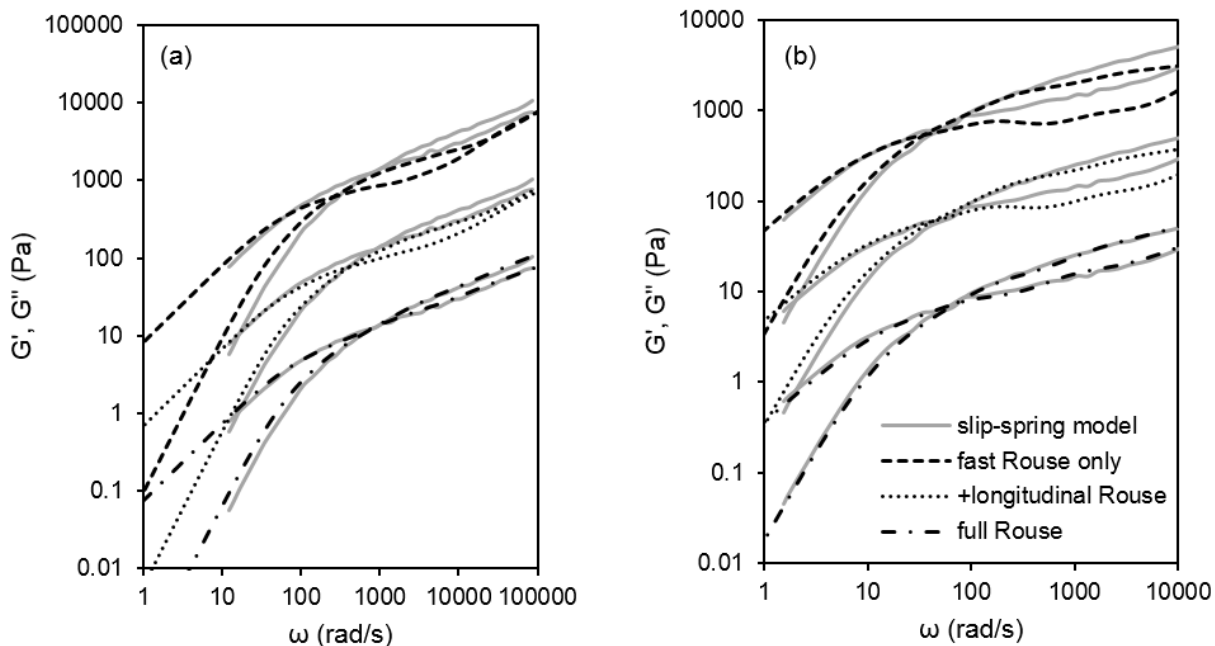 (a)
G', G'' (Pa)
100000
10000
1000
100
10
1
0.1
0.01
1 10 100 1000 10000 100000
ω (rad/s)
(b)
G', G'' (Pa)
10000
1000
100
10
1
0.1
0.01
1 10 100 1000 10000
ω (rad/s)
slip-spring model
fast Rouse only
+longitudinal Rouse
full Rouse